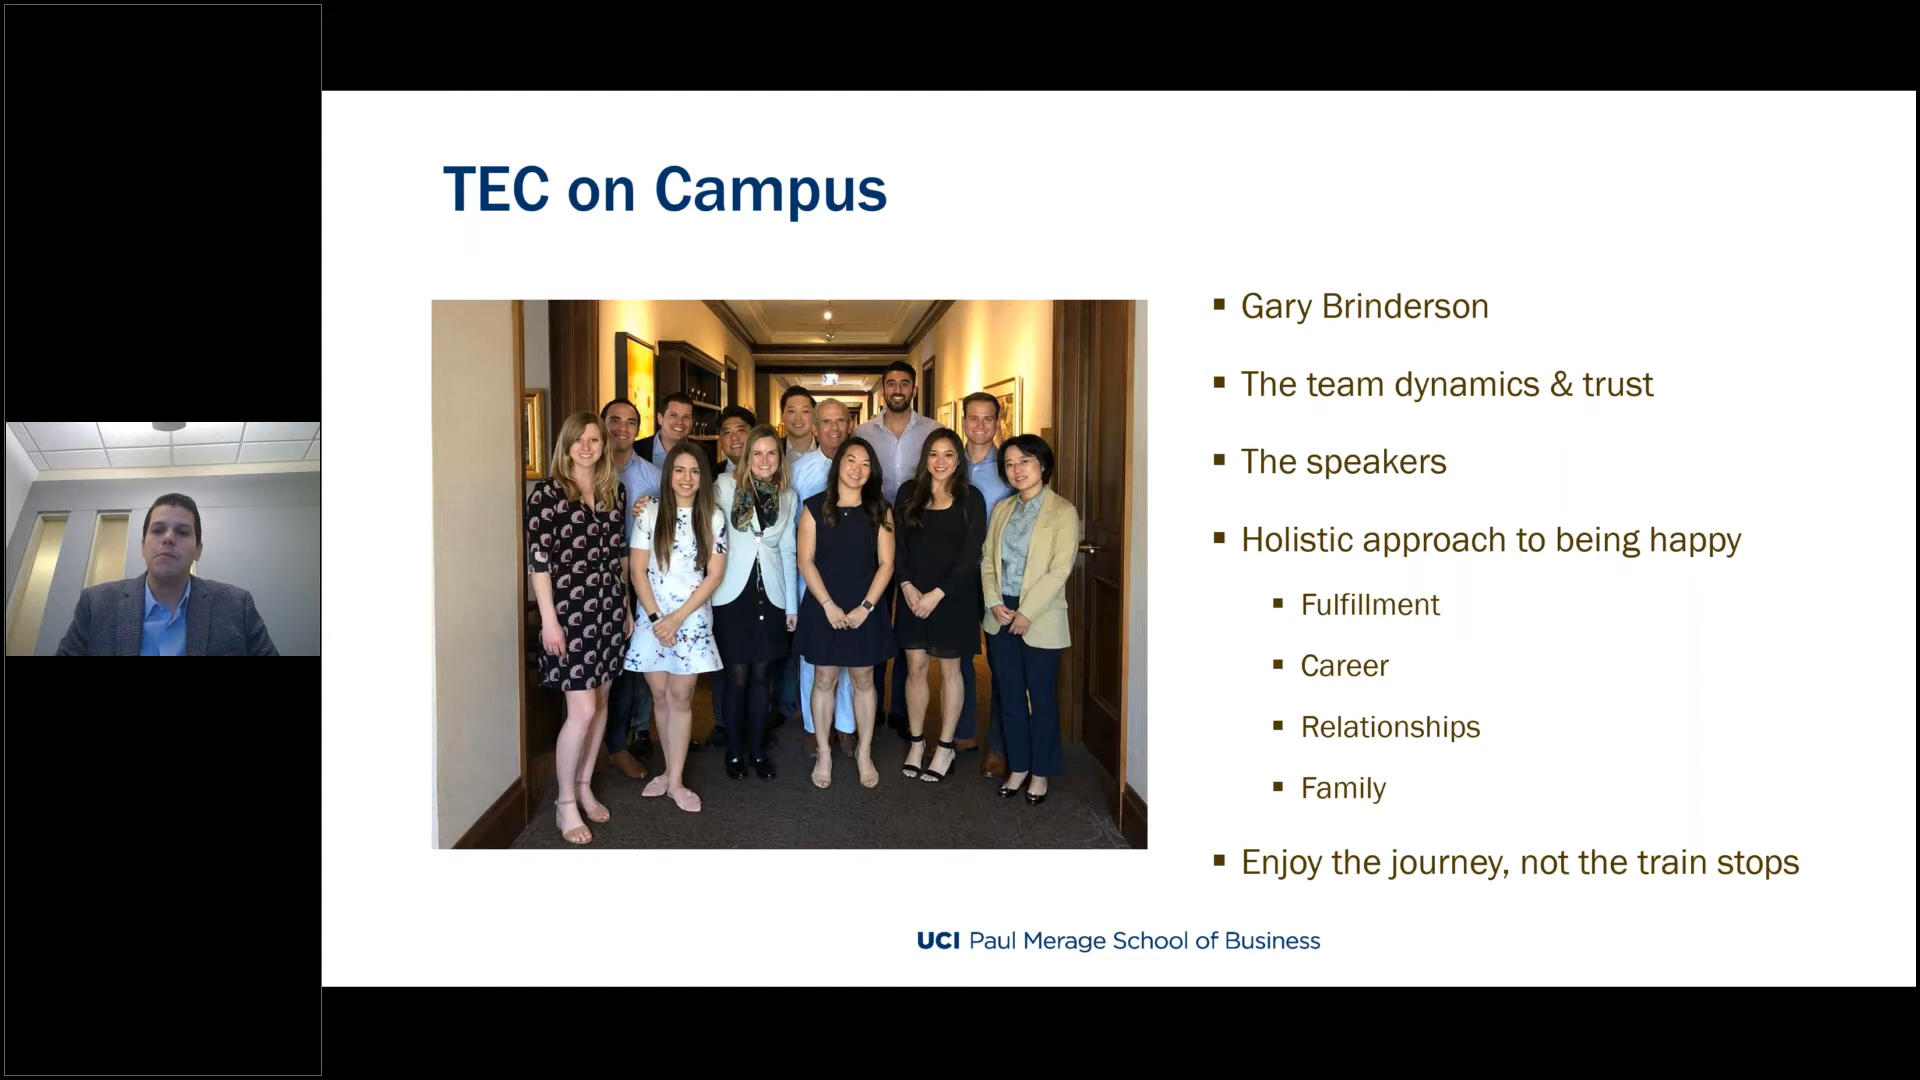 TEC on Campus
Gary Brinderson
The team dynamics & trust
The speakers
Holistic approach to being happy
Fulfillment
Career
Relationships
Family
Enjoy the journey, not the train stops
UCI Paul Merage School of Business